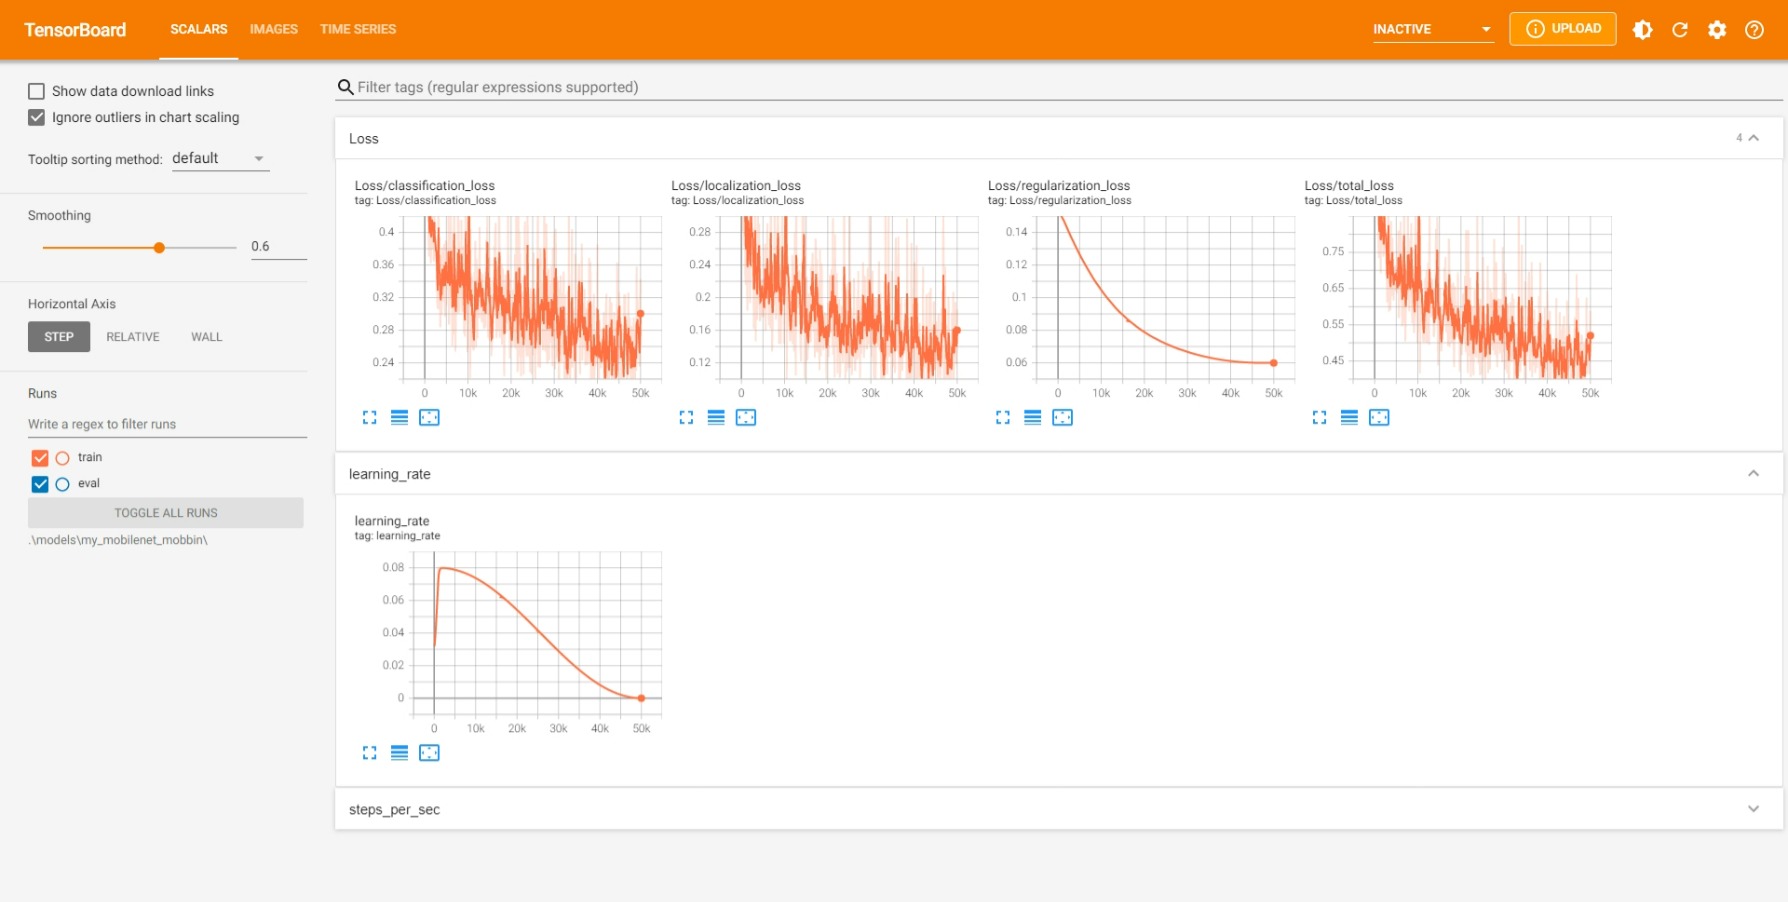 TensorBoard
SCALARS IMAGES TIME SERIES
INACTIVE
UPLOAD
Show data download links
Ignore outliers in chart scaling
Tooltip sorting method: default
Smoothing
0.6
Horizontal Axis
STEP RELATIVE WALL
Runs
Write a regex to filter runs
train
eval
TOGGLE ALL RUNS
.\models\my_mobilenet_mobbin\
Filter tags (regular expressions supported)
Loss
4
Loss/classification_loss
tag: Loss/classification_loss
0.4
0.36
0.32
0.28
0.24
0 10k 20k 30k 40k 50k
Loss/localization_loss
tag: Loss/localization_loss
0.28
0.24
0.2
0.16
0.12
0 10k 20k 30k 40k 50k
Loss/regularization_loss
tag: Loss/regularization_loss
0.14
0.12
0.1
0.08
0.06
0 10k 20k 30k 40k 50k
Loss/total_loss
tag: Loss/total_loss
0.75
0.65
0.55
0.45
0 10k 20k 30k 40k 50k
learning_rate
learning_rate
tag: learning_rate
0.08
0.06
0.04
0.02
0
0 10k 20k 30k 40k 50k
steps_per_sec